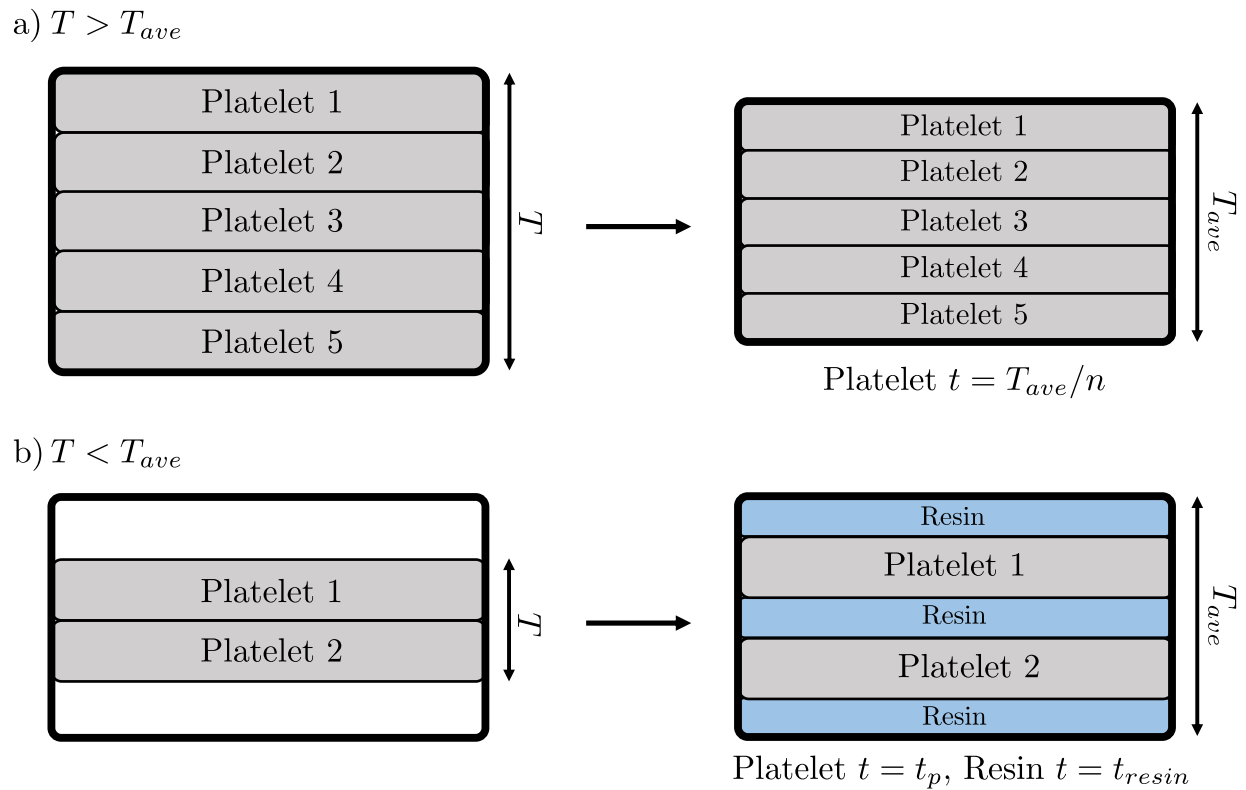 a) T > T_ave
Platelet 1
Platelet 2
Platelet 3
Platelet 4
Platelet 5
T
Platelet 1
Platelet 2
Platelet 3
Platelet 4
Platelet 5
T_ave
Platelet t = T_ave/n
b) T < T_ave
Platelet 1
Platelet 2
T
Resin
Platelet 1
Resin
Platelet 2
Resin
T_ave
Platelet t = t_p, Resin t = t_resin